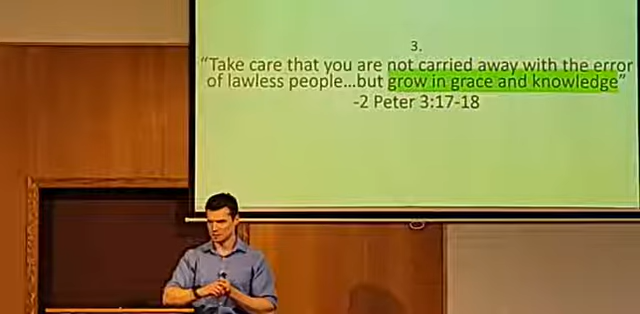 3.
“Take care that you are not carried away with the error
of lawless people...but grow in grace and knowledge”
-2 Peter 3:17-18